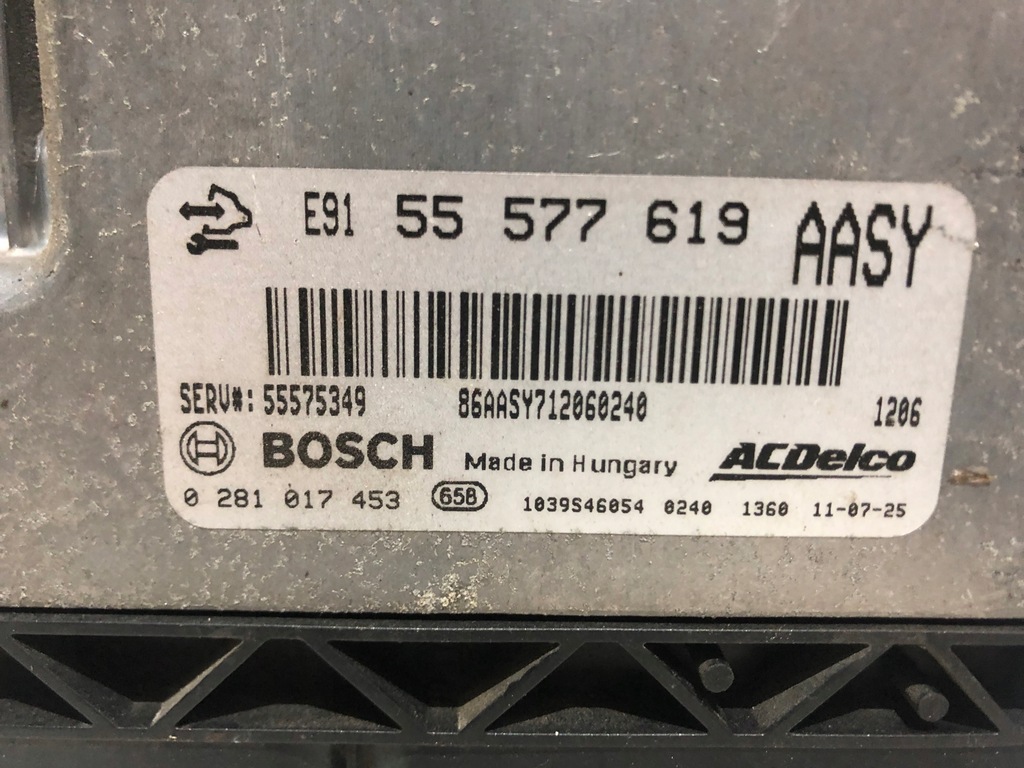 E91 55 577 619 AASY
SERV#: 55575349 86AASY712060240 1206
BOSCH Made in Hungary ACDelco
0 281 017 453 65B 1039S46054 0240 1360 11-07-25